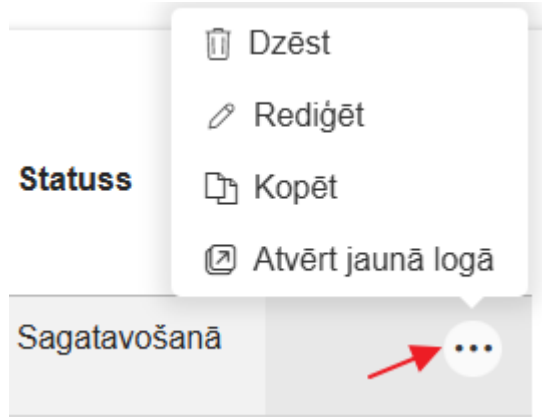 Dzēst
Rediģēt
Statuss
Kopēt
Atvērt jaunā logā
Sagatavošanā